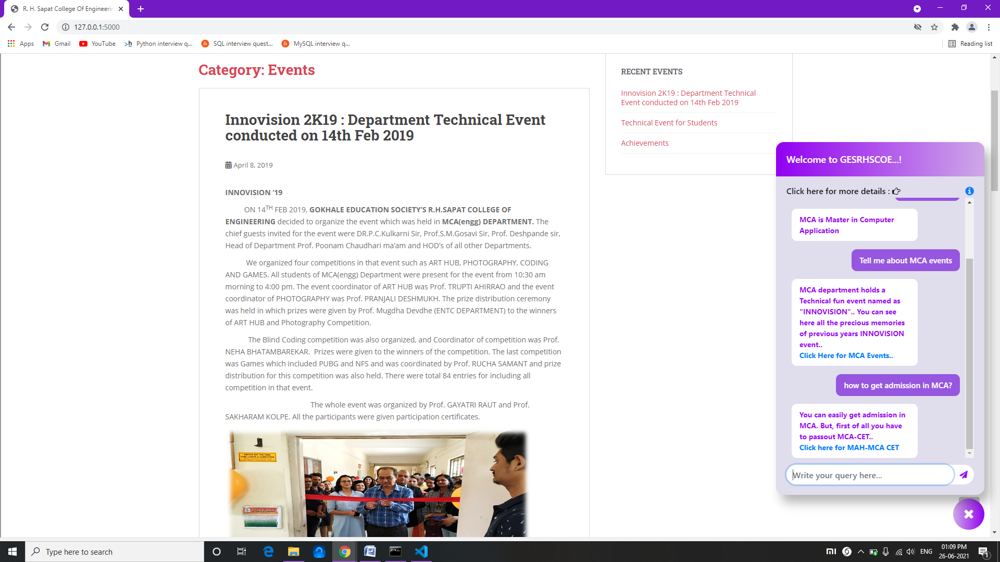 R. H. Sapat College Of Engineerin
127.0.0.1:5000
Apps
Gmail
YouTube
Python interview q...
SQL interview quest...
MySQL interview q...
Reading list
Category: Events
Innovision 2K19 : Department Technical Event
conducted on 14th Feb 2019
April 8, 2019
INNOVISION ‘19
ON 14TH FEB 2019, GOKHALE EDUCATION SOCIETY’S R.H.SAPAT COLLEGE OF
ENGINEERING decided to organize the event which was held in MCA(engg) DEPARTMENT. The
chief guests invited for the event were DR.P.C.Kulkarni Sir, Prof.S.M.Gosavi Sir, Prof. Deshpande sir,
Head of Department Prof. Poonam Chaudhari ma’am and HOD’s of all other Departments.
We organized four competitions in that event such as ART HUB, PHOTOGRAPHY, CODING
AND GAMES. All students of MCA(engg) Department were present for the event from 10:30 am
morning to 4:00 pm. The event coordinator of ART HUB was Prof. TRUPTI AHIRRAO and the event
coordinator of PHOTOGRAPHY was Prof. PRANJALI DESHMUKH. The prize distribution ceremony
was held in which prizes were given by Prof. Mugdha Devdhe (ENTC DEPARTMENT) to the winners
of ART HUB and Photography Competition.
The Blind Coding competition was also organized, and Coordinator of competition was Prof.
NEHA BHATAMBAREKAR.  Prizes were given to the winners of the competition. The last competition
was Games which included PUBG and NFS and was coordinated by Prof. RUCHA SAMANT and prize
distribution for this competition was also held. There were total 84 entries for including all
competition in that event.
The whole event was organized by Prof. GAYATRI RAUT and Prof.
SAKHARAM KOLPE. All the participants were given participation certificates.
SWITCH OFF THE FANS
TUBE LIGHTS & COMPUTERS
RECENT EVENTS
Innovision 2K19 : Department Technical
Event conducted on 14th Feb 2019
Technical Event for Students
Achievements
Welcome to GESRHSCOE...!
Click here for more details :
MCA is Master in Computer
Application
Tell me about MCA events
MCA department holds a
Technical fun event named as
"INNOVISION".. You can see
here all the precious memories
of previous years INNOVISION
event..
Click Here for MCA Events..
how to get admission in MCA?
You can easily get admission in
MCA. But, first of all you have
to passout MCA-CET..
Click here for MAH-MCA CET
Write your query here...
Type here to search
ENG
01:09 PM
26-06-2021
1